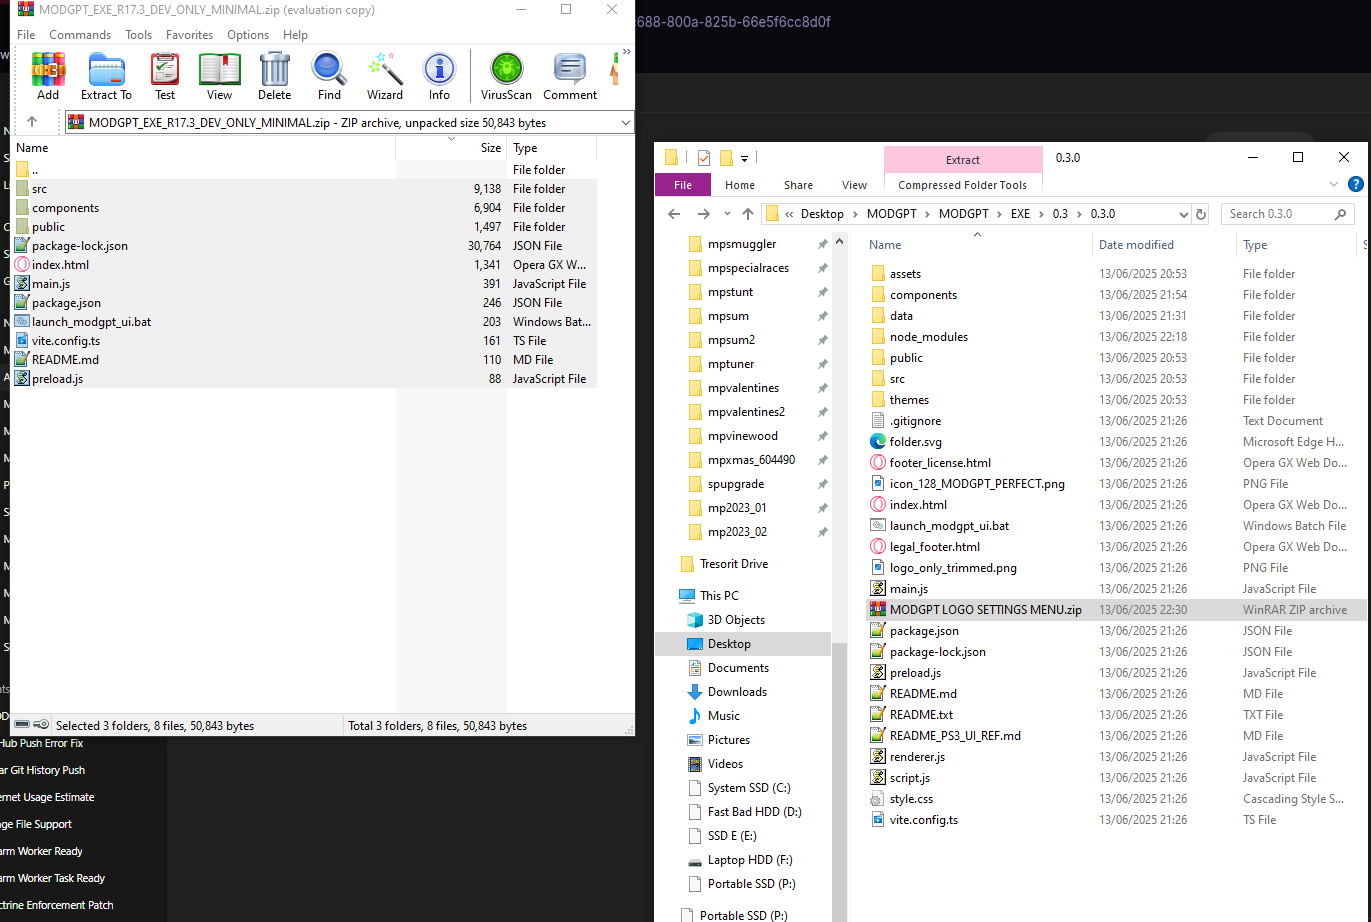 MODGPT_EXE_R17.3_DEV_ONLY_MINIMAL.zip (evaluation copy)
688-800a-825b-66e5f6cc8d0f
File Commands Tools Favorites Options Help
Add Extract To Test View Delete Find Wizard Info VirusScan Comment
MODGPT_EXE_R17.3_DEV_ONLY_MINIMAL.zip - ZIP archive, unpacked size 50,843 bytes
Name Size Type
.. File folder
src 9,138 File folder
components 6,904 File folder
public 1,497 File folder
package-lock.json 30,764 JSON File
index.html 1,341 Opera GX W...
main.js 391 JavaScript File
package.json 246 JSON File
launch_modgpt_ui.bat 203 Windows Bat...
vite.config.ts 161 TS File
README.md 110 MD File
preload.js 88 JavaScript File
Selected 3 folders, 8 files, 50,843 bytes
Total 3 folders, 8 files, 50,843 bytes
Hub Push Error Fix
ar Git History Push
ernet Usage Estimate
ge File Support
arm Worker Ready
arm Worker Task Ready
ctrine Enforcement Patch
Extract 0.3.0
File Home Share View Compressed Folder Tools
« Desktop > MODGPT > MODGPT > EXE > 0.3 > 0.3.0
Search 0.3.0
mpsmuggler
mpspecialraces
mpstunt
mpsum
mpsum2
mptuner
mpvalentines
mpvalentines2
mpvinewood
mpxmas_604490
spupgrade
mp2023_01
mp2023_02
Tresorit Drive
This PC
3D Objects
Desktop
Documents
Downloads
Music
Pictures
Videos
System SSD (C:)
Fast Bad HDD (D:)
SSD E (E:)
Laptop HDD (F:)
Portable SSD (P:)
Portable SSD (P:)
Name Date modified Type
assets 13/06/2025 20:53 File folder
components 13/06/2025 21:54 File folder
data 13/06/2025 21:31 File folder
node_modules 13/06/2025 22:18 File folder
public 13/06/2025 20:53 File folder
src 13/06/2025 20:53 File folder
themes 13/06/2025 20:53 File folder
.gitignore 13/06/2025 21:26 Text Document
folder.svg 13/06/2025 21:26 Microsoft Edge H...
footer_license.html 13/06/2025 21:26 Opera GX Web Do...
icon_128_MODGPT_PERFECT.png 13/06/2025 21:26 PNG File
index.html 13/06/2025 21:26 Opera GX Web Do...
launch_modgpt_ui.bat 13/06/2025 21:26 Windows Batch File
legal_footer.html 13/06/2025 21:26 Opera GX Web Do...
logo_only_trimmed.png 13/06/2025 21:26 PNG File
main.js 13/06/2025 21:26 JavaScript File
MODGPT LOGO SETTINGS MENU.zip 13/06/2025 22:30 WinRAR ZIP archive
package.json 13/06/2025 21:26 JSON File
package-lock.json 13/06/2025 21:26 JSON File
preload.js 13/06/2025 21:26 JavaScript File
README.md 13/06/2025 21:26 MD File
README.txt 13/06/2025 21:26 TXT File
README_PS3_UI_REF.md 13/06/2025 21:26 MD File
renderer.js 13/06/2025 21:26 JavaScript File
script.js 13/06/2025 21:26 JavaScript File
style.css 13/06/2025 21:26 Cascading Style S...
vite.config.ts 13/06/2025 21:26 TS File